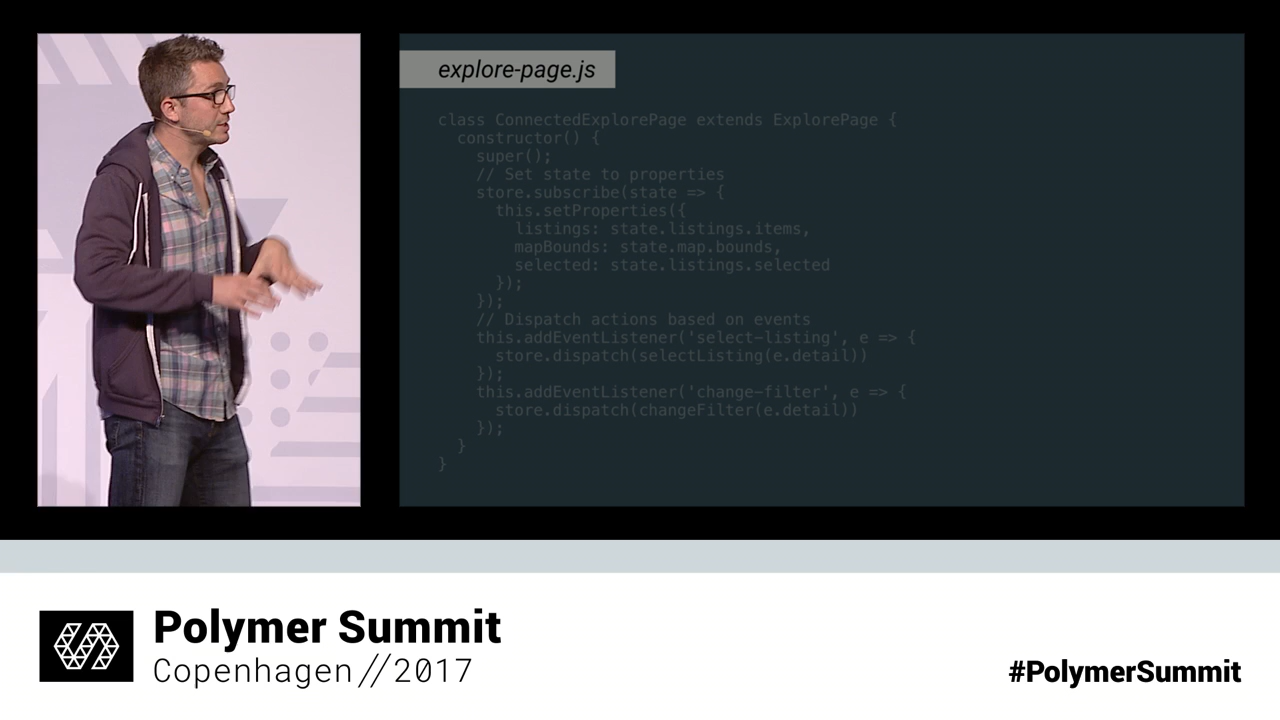 explore-page.js
class ConnectedExplorePage extends ExplorePage {
  constructor() {
    super();
    // Set state to properties
    store.subscribe(state => {
      this.setProperties({
        listings: state.listings.items,
        mapBounds: state.map.bounds,
        selected: state.listings.selected
      });
    });
    // Dispatch actions based on events
    this.addEventListener('select-listing', e => {
      store.dispatch(selectListing(e.detail))
    });
    this.addEventListener('change-filter', e => {
      store.dispatch(changeFilter(e.detail))
    });
  }
}
Polymer Summit
Copenhagen//2017
#PolymerSummit